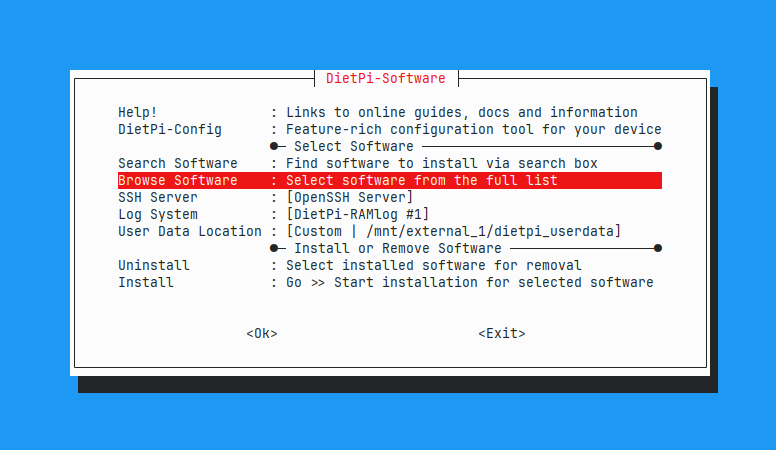 DietPi-Software
Help! : Links to online guides, docs and information
DietPi-Config : Feature-rich configuration tool for your device
Select Software
Search Software : Find software to install via search box
Browse Software : Select software from the full list
SSH Server : [OpenSSH Server]
Log System : [DietPi-RAMlog #1]
User Data Location : [Custom | /mnt/external_1/dietpi_userdata]
Install or Remove Software
Uninstall : Select installed software for removal
Install : Go >> Start installation for selected software
<Ok> <Exit>